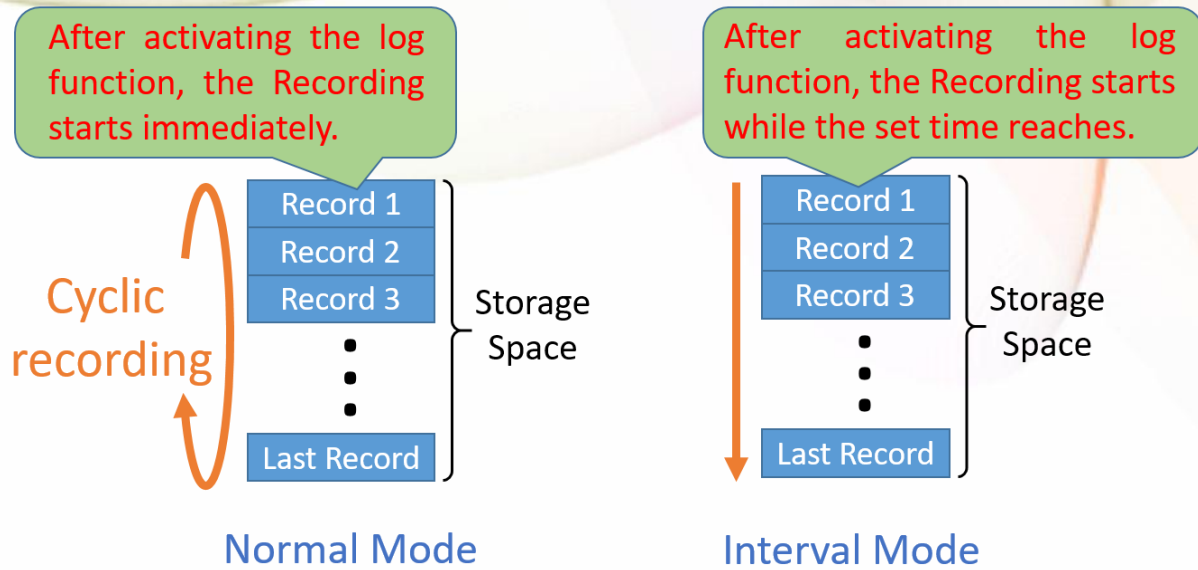 After activating the log
function, the Recording
starts immediately.
Record 1
Record 2
Record 3
Last Record
Cyclic
recording
Storage
Space
Normal Mode
After activating the log
function, the Recording starts
while the set time reaches.
Record 1
Record 2
Record 3
Last Record
Storage
Space
Interval Mode